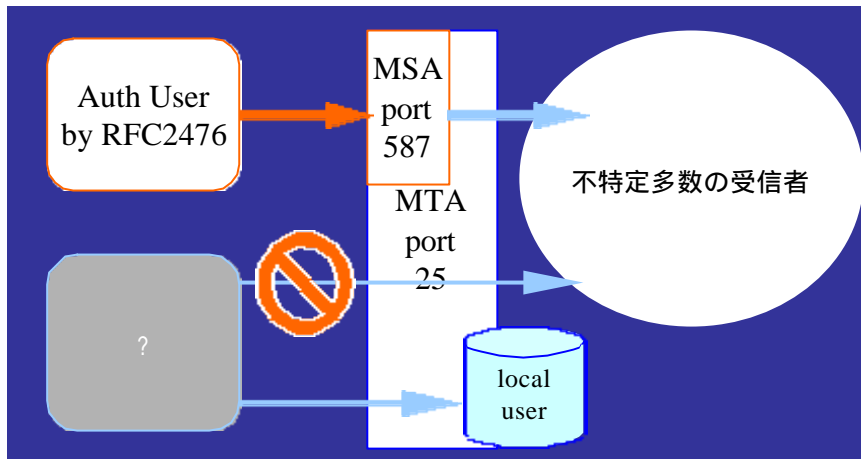 Auth User
by RFC2476
MSA
port
587
MTA
port
25
不特定多数の受信者
?
local
user